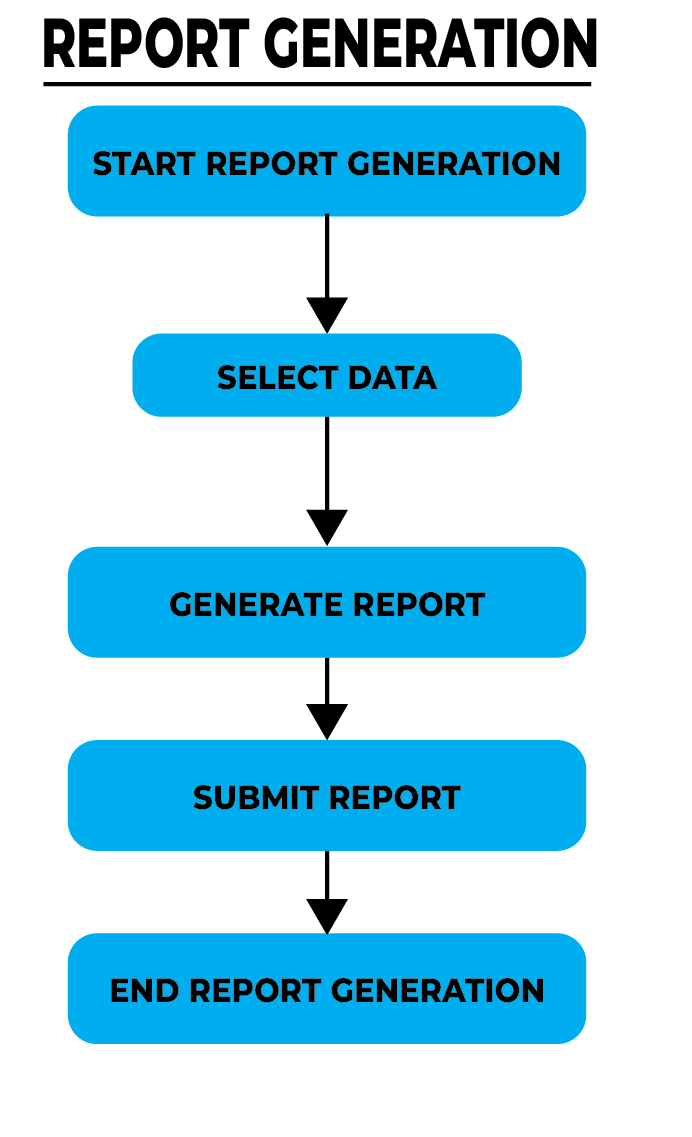 REPORT GENERATION
START REPORT GENERATION
SELECT DATA
GENERATE REPORT
SUBMIT REPORT
END REPORT GENERATION